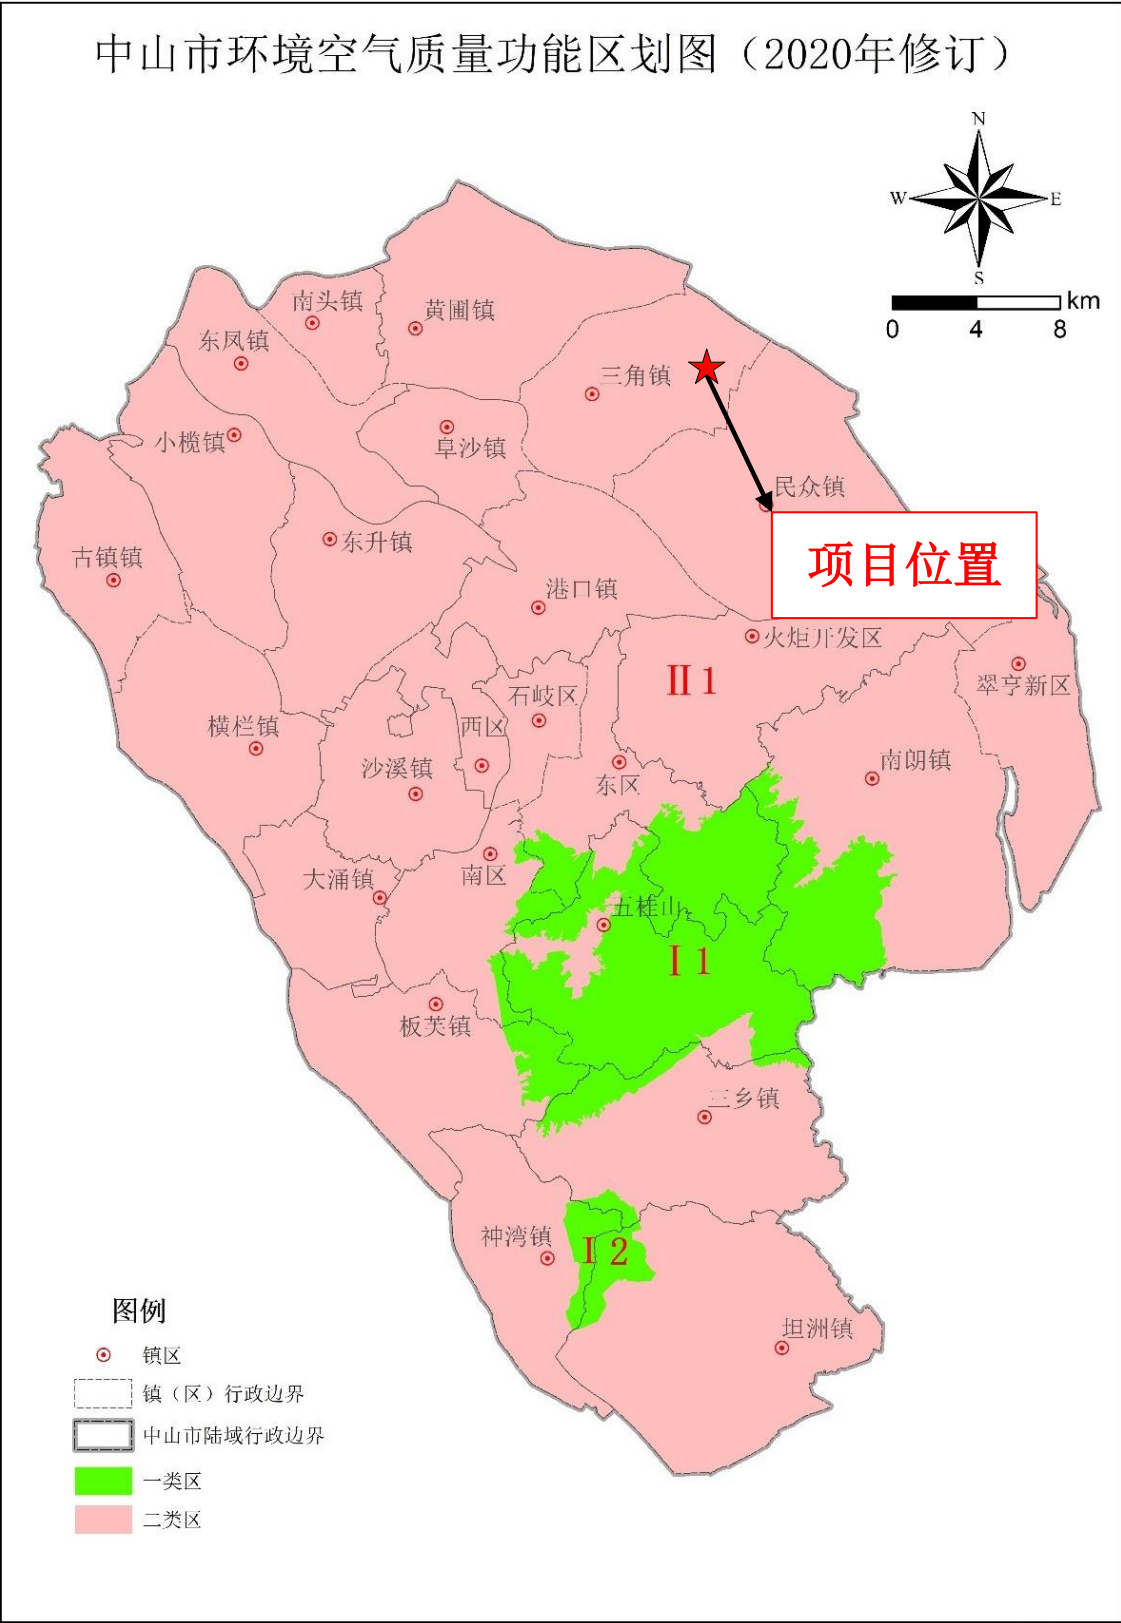 中山市环境空气质量功能区划图（2020年修订）
N
W
E
S
km
0 4 8
南头镇
黄圃镇
东凤镇
三角镇
小榄镇
阜沙镇
民众镇
东升镇
古镇镇
项目位置
港口镇
火炬开发区
翠亨新区
Ⅱ1
石岐区
横栏镇
西区
沙溪镇
东区
南朗镇
南区
大涌镇
五桂山
Ⅰ1
板芙镇
三乡镇
神湾镇
Ⅰ2
坦洲镇
图例
镇区
镇（区）行政边界
中山市陆域行政边界
一类区
二类区